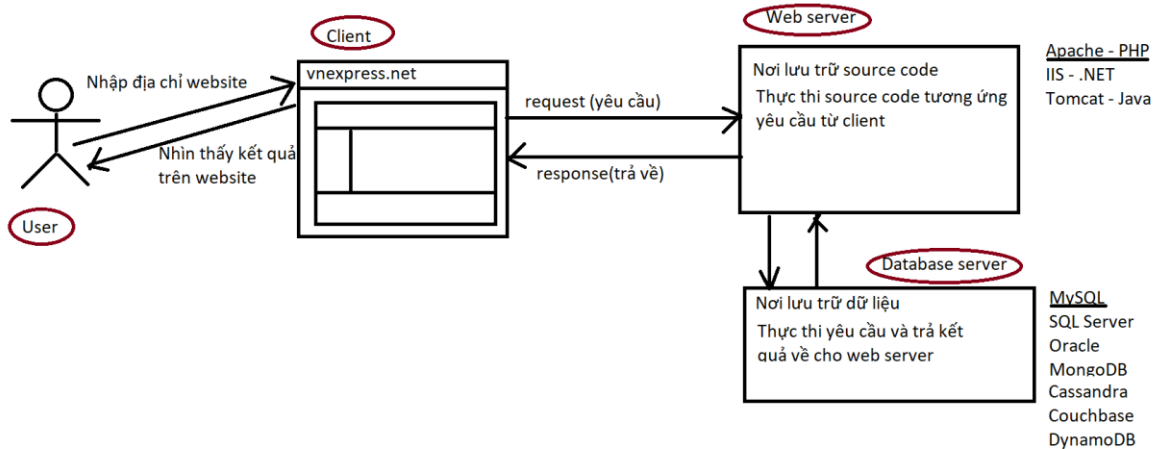 Web server
Client
Apache - PHP
IIS - .NET
Tomcat - Java
vnexpress.net
Nơi lưu trữ source code
Thực thi source code tương ứng
yêu cầu từ client
Nhập địa chỉ website
request (yêu cầu)
Nhìn thấy kết quả
trên website
response(trả về)
User
Database server
Nơi lưu trữ dữ liệu
Thực thi yêu cầu và trả kết
quả về cho web server
MySQL
SQL Server
Oracle
MongoDB
Cassandra
Couchbase
DynamoDB